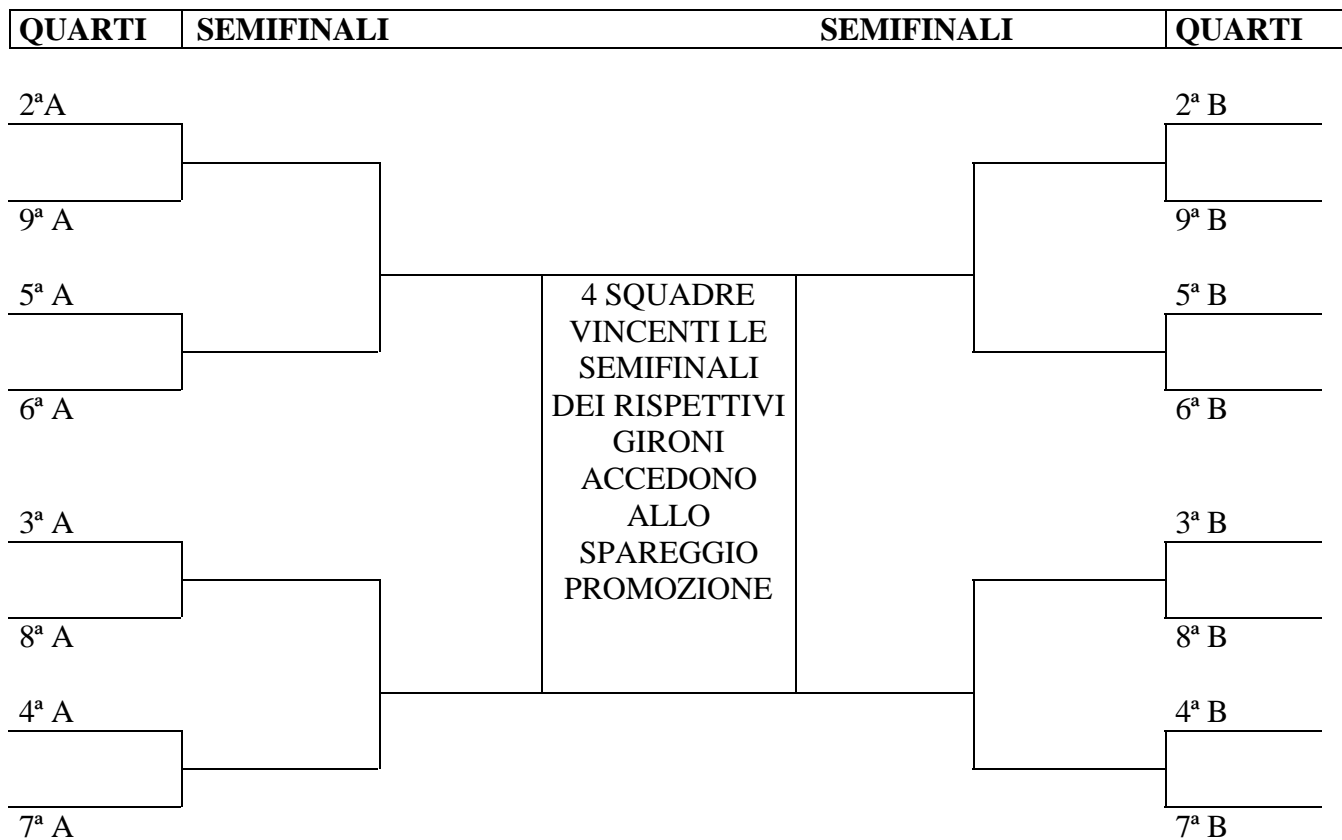 QUARTI SEMIFINALI SEMIFINALI QUARTI
2ª A 2ª B
9ª A 9ª B
5ª A 5ª B
6ª A 6ª B
4 SQUADRE
VINCENTI LE
SEMIFINALI
DEI RISPETTIVI
GIRONI
ACCEDONO
ALLO
SPAREGGIO
PROMOZIONE
3ª A 3ª B
8ª A 8ª B
4ª A 4ª B
7ª A 7ª B